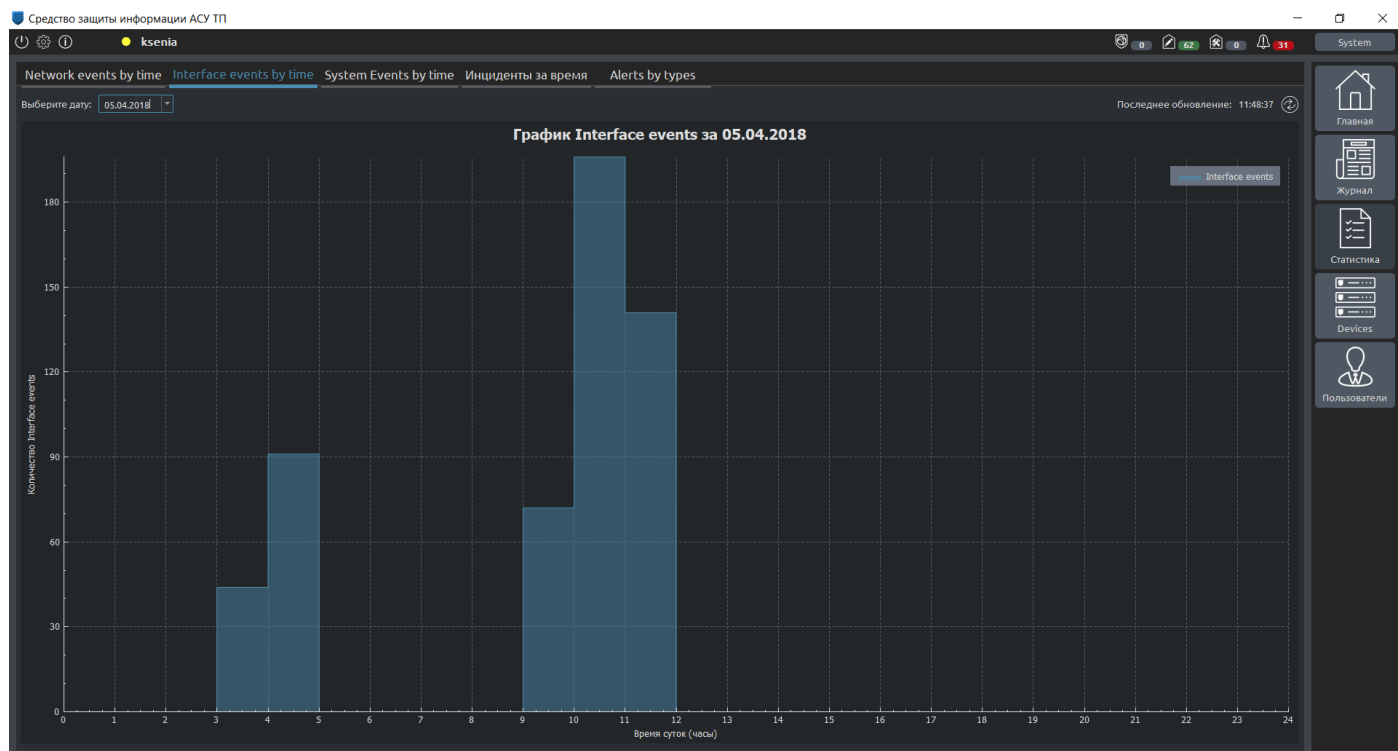 Средство защиты информации АСУ ТП
ksenia
0 62 0 31 System
Network events by time Interface events by time System Events by time Инциденты за время Alerts by types
Выберите дату: 05.04.2018 Последнее обновление: 11:48:37
График Interface events за 05.04.2018
Interface events
Количество Interface events
180
150
120
90
60
30
0
0 1 2 3 4 5 6 7 8 9 10 11 12 13 14 15 16 17 18 19 20 21 22 23 24
Время суток (часы)
Главная
Журнал
Статистика
Devices
Пользователи